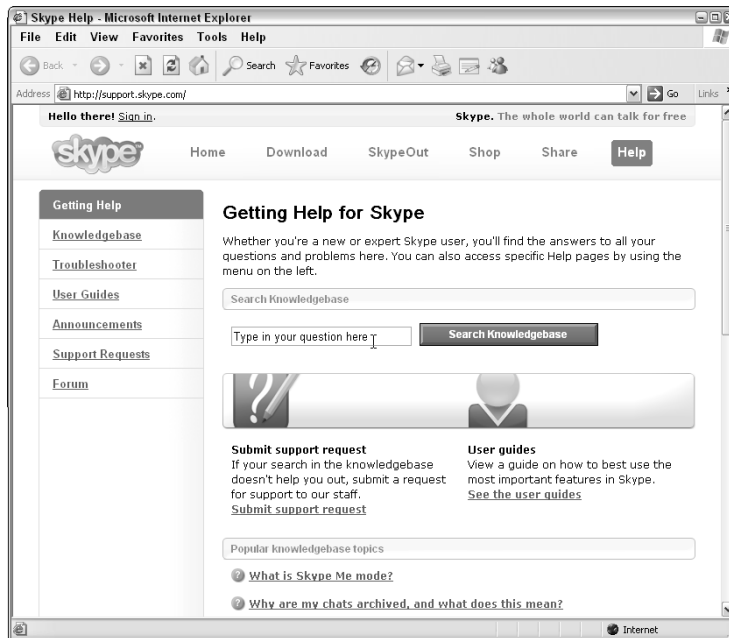 Skype Help - Microsoft Internet Explorer
File Edit View Favorites Tools Help
Back Search Favorites
Address http://support.skype.com/ Go Links
Hello there! Sign in. Skype. The whole world can talk for free
skype Home Download SkypeOut Shop Share Help
Getting Help
Knowledgebase
Troubleshooter
User Guides
Announcements
Support Requests
Forum
Getting Help for Skype
Whether you're a new or expert Skype user, you'll find the answers to all your
questions and problems here. You can also access specific Help pages by using the
menu on the left.
Search Knowledgebase
Type in your question here Search Knowledgebase
Submit support request
If your search in the knowledgebase
doesn't help you out, submit a request
for support to our staff.
Submit support request
User guides
View a guide on how to best use the
most important features in Skype.
See the user guides
Popular knowledgebase topics
What is Skype Me mode?
Why are my chats archived, and what does this mean?
Internet